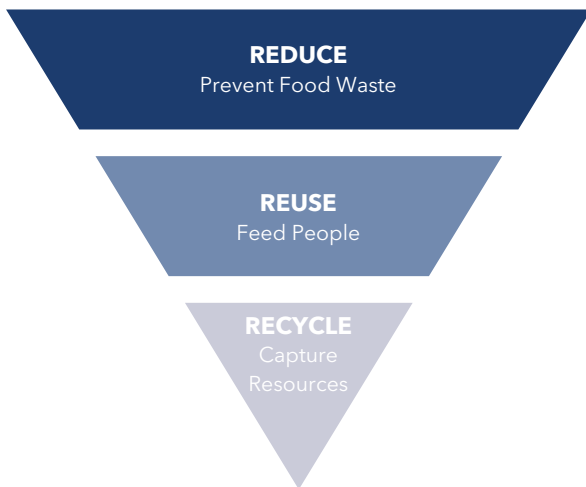 REDUCE
Prevent Food Waste
REUSE
Feed People
RECYCLE
Capture
Resources